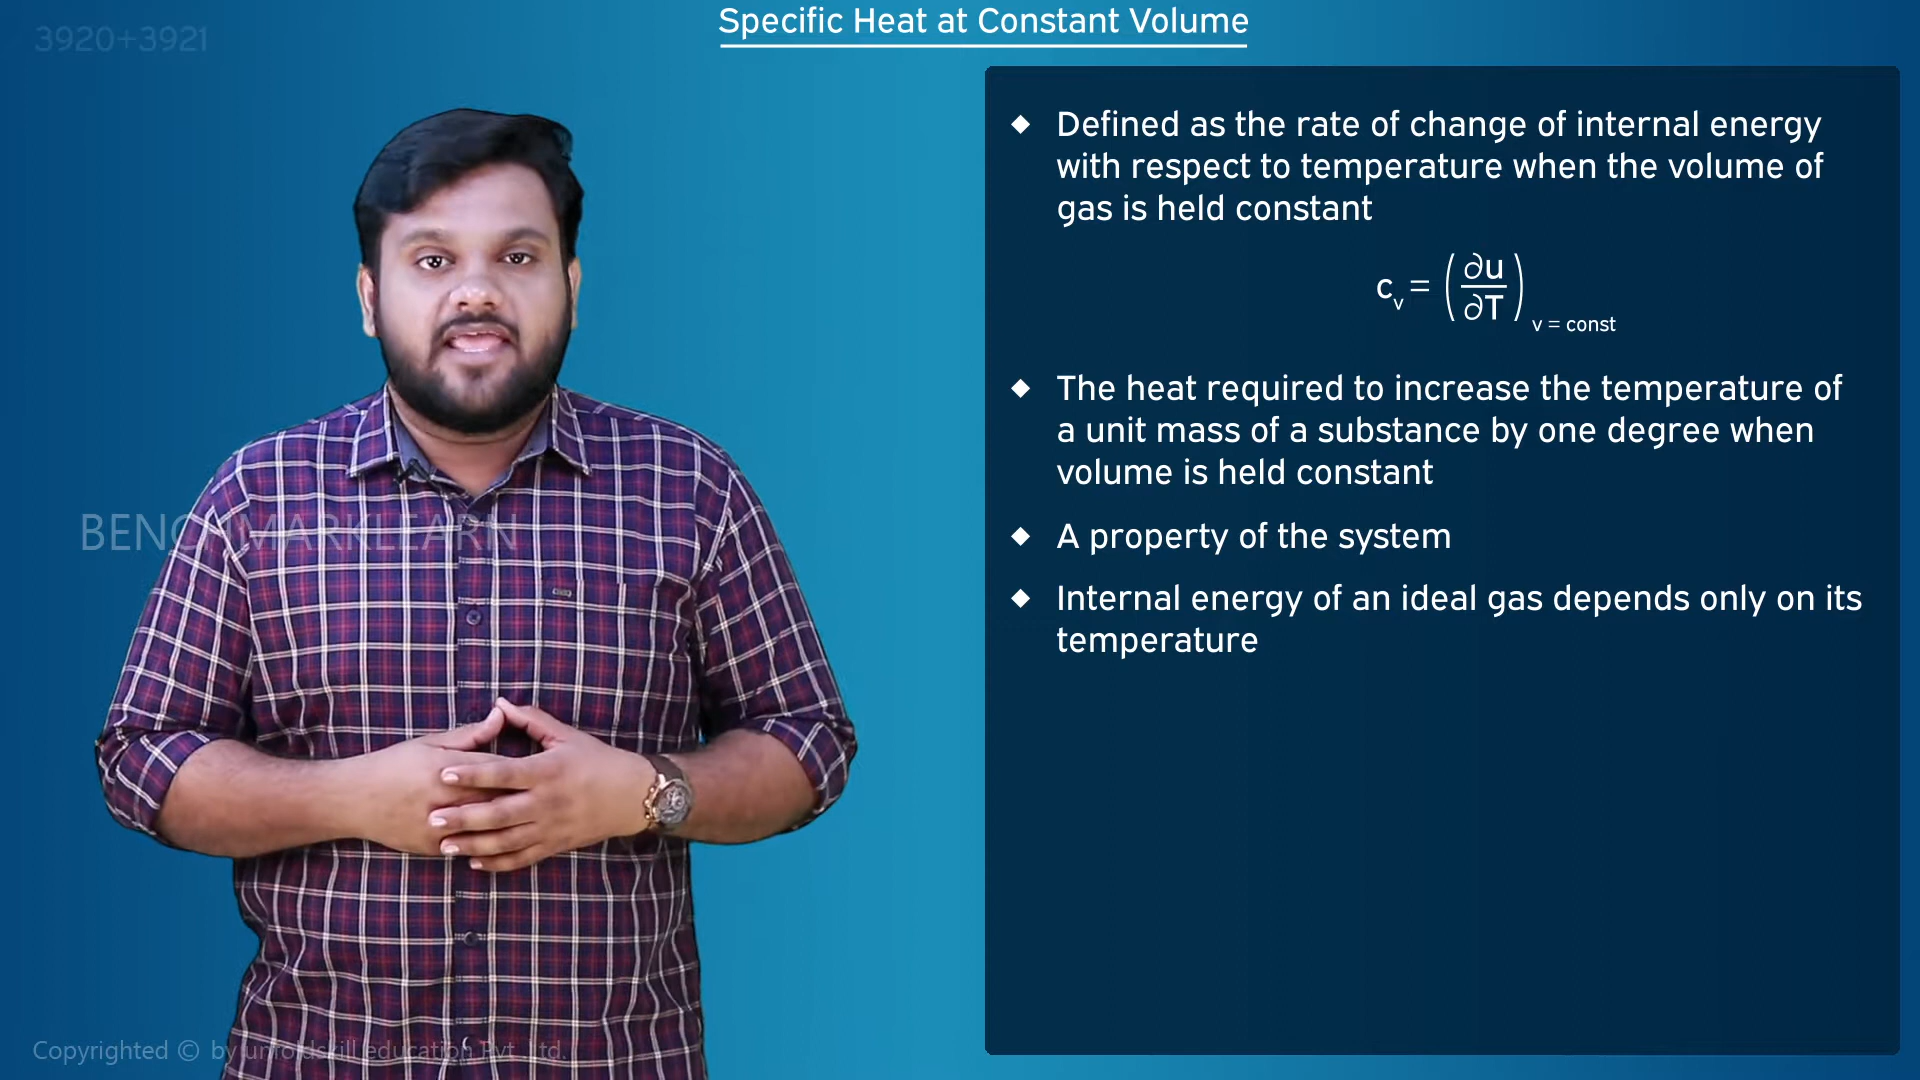 Specific Heat at Constant Volume
3920+3921
◆ Defined as the rate of change of internal energy
with respect to temperature when the volume of
gas is held constant
c_v = (∂u/∂T)_v = const
◆ The heat required to increase the temperature of
a unit mass of a substance by one degree when
volume is held constant
◆ A property of the system
◆ Internal energy of an ideal gas depends only on its
temperature
BENCHMARKLEARN
Copyrighted © by unfoldskill education Pvt. Ltd.